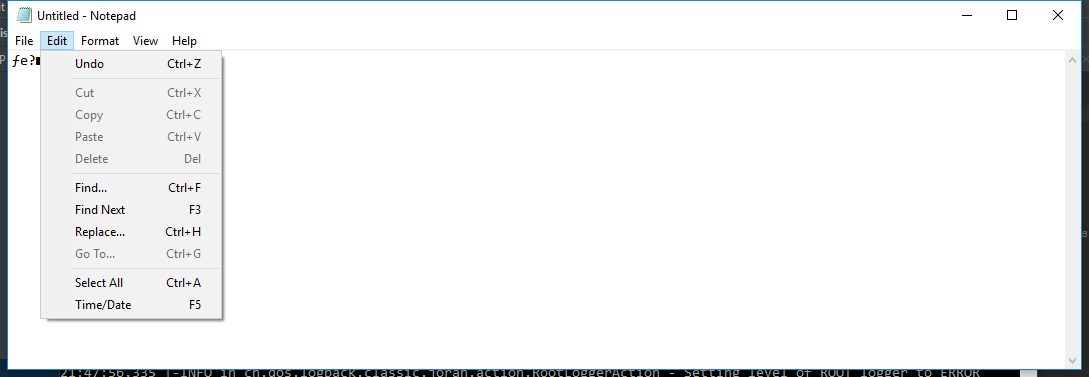 Untitled - Notepad
File Edit Format View Help
ƒe?■
Undo Ctrl+Z
Cut Ctrl+X
Copy Ctrl+C
Paste Ctrl+V
Delete Del
Find... Ctrl+F
Find Next F3
Replace... Ctrl+H
Go To... Ctrl+G
Select All Ctrl+A
Time/Date F5
21:47:56.335 |-INFO in ch.qos.logback.classic.joran.action.RootLoggerAction - Setting level of ROOT logger to ERROR